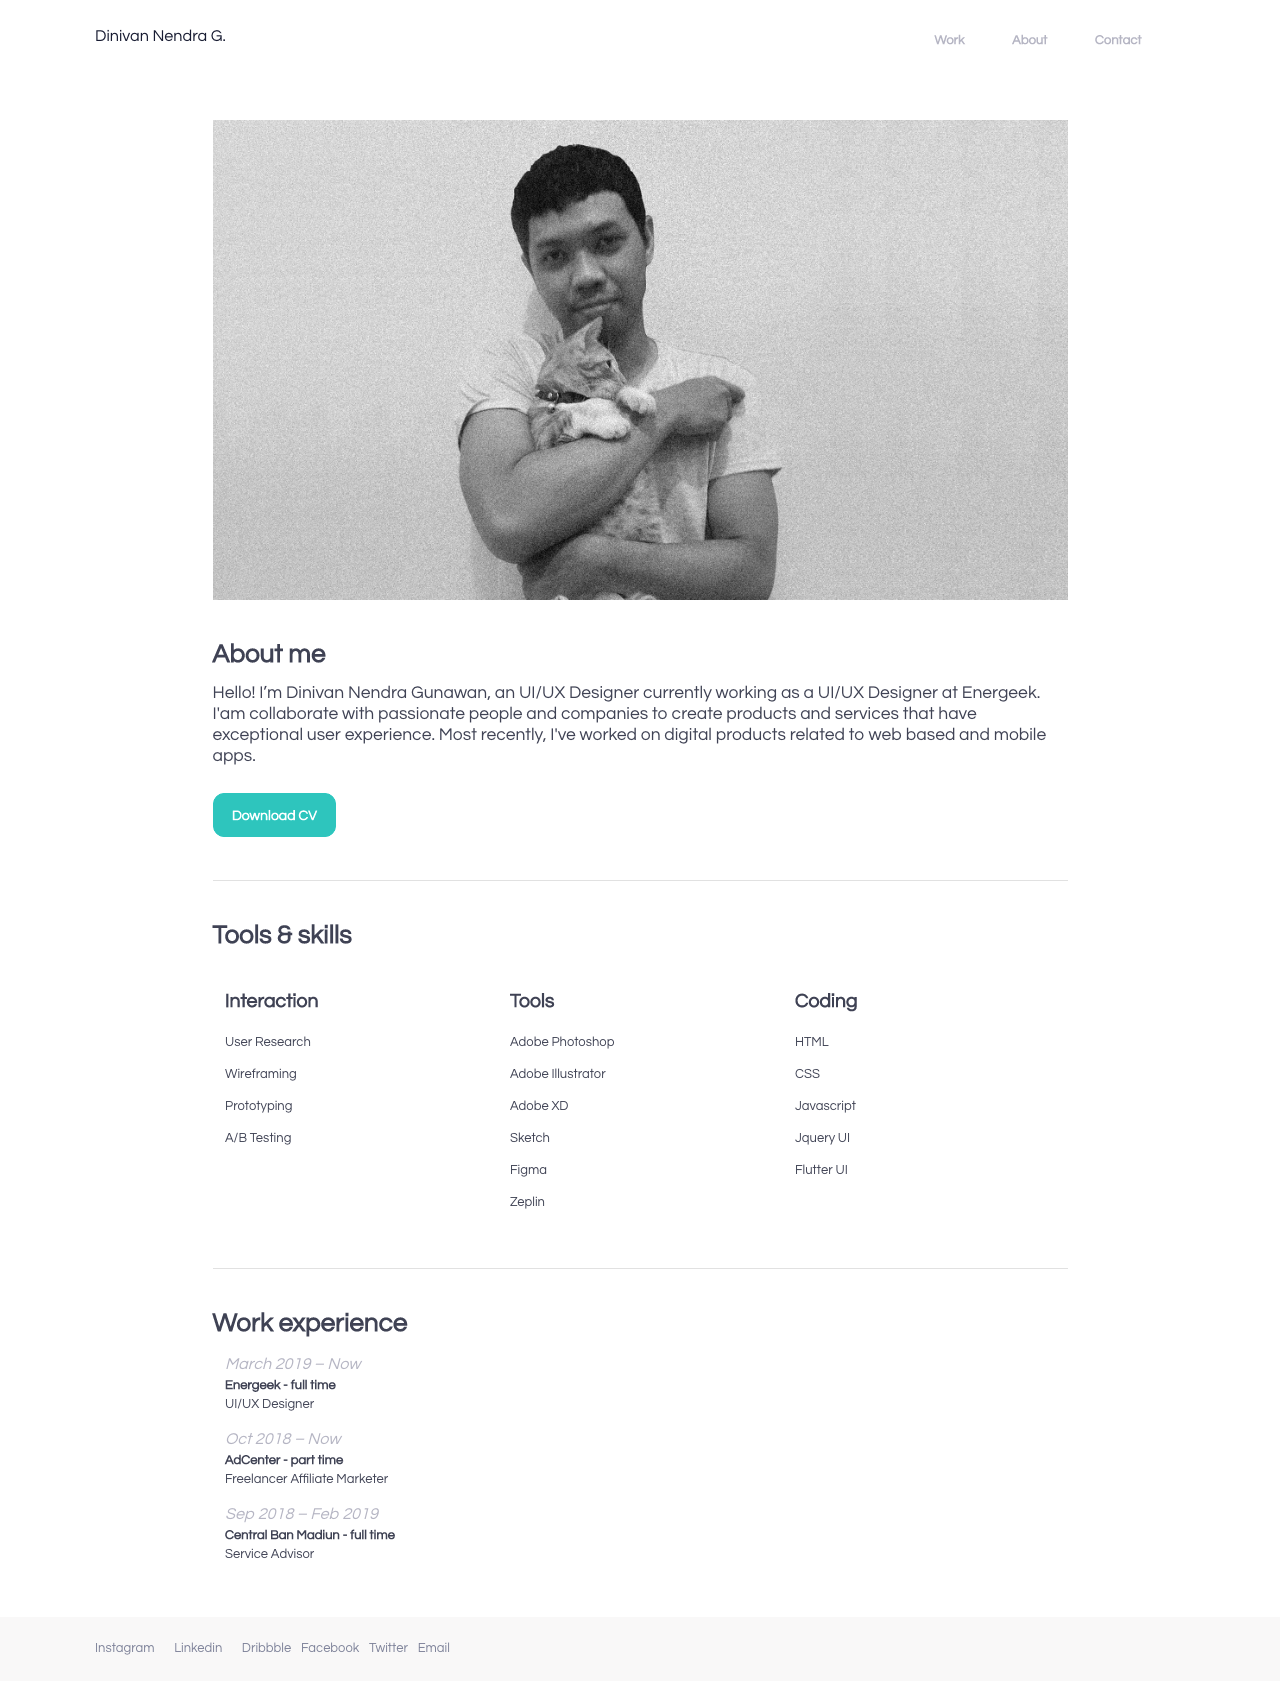 Dinivan Nendra G.
Work About Contact
About me
Hello! I’m Dinivan Nendra Gunawan, an UI/UX Designer currently working as a UI/UX Designer at Energeek.
I'am collaborate with passionate people and companies to create products and services that have
exceptional user experience. Most recently, I've worked on digital products related to web based and mobile
apps.
Download CV
Tools & skills
Interaction
User Research
Wireframing
Prototyping
A/B Testing
Tools
Adobe Photoshop
Adobe Illustrator
Adobe XD
Sketch
Figma
Zeplin
Coding
HTML
CSS
Javascript
Jquery UI
Flutter UI
Work experience
March 2019 – Now
Energeek - full time
UI/UX Designer
Oct 2018 – Now
AdCenter - part time
Freelancer Affiliate Marketer
Sep 2018 – Feb 2019
Central Ban Madiun - full time
Service Advisor
Instagram Linkedin Dribbble Facebook Twitter Email